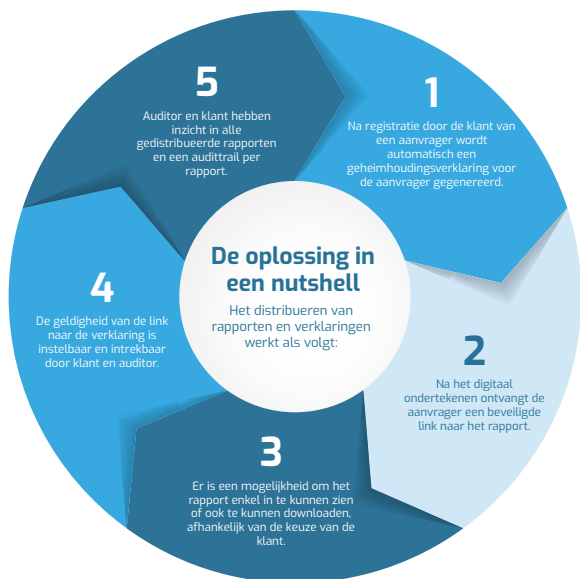 De oplossing in
een nutshell
Het distribueren van
rapporten en verklaringen
werkt als volgt:
1
Na registratie door de klant van
een aanvrager wordt
automatisch een
geheimhoudingsverklaring voor
de aanvrager gegenereerd.
2
Na het digitaal
ondertekenen ontvangt de
aanvrager een beveiligde
link naar het rapport.
3
Er is een mogelijkheid om het
rapport enkel in te kunnen zien
of ook te kunnen downloaden,
afhankelijk van de keuze van de
klant.
4
De geldigheid van de link
naar de verklaring is
instelbaar en intrekbaar
door klant en auditor.
5
Auditor en klant hebben
inzicht in alle
gedistribueerde rapporten
en een audittrail per
rapport.